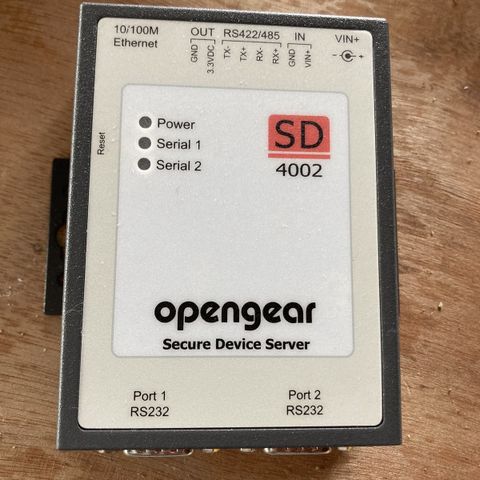 10/100M
Ethernet
OUT
RS422/485
IN
VIN+
GND
3.3VDC
TX-
TX+
RX-
RX+
GND
VIN+
- +
Reset
Power
Serial 1
Serial 2
SD
4002
opengear
Secure Device Server
Port 1
RS232
Port 2
RS232